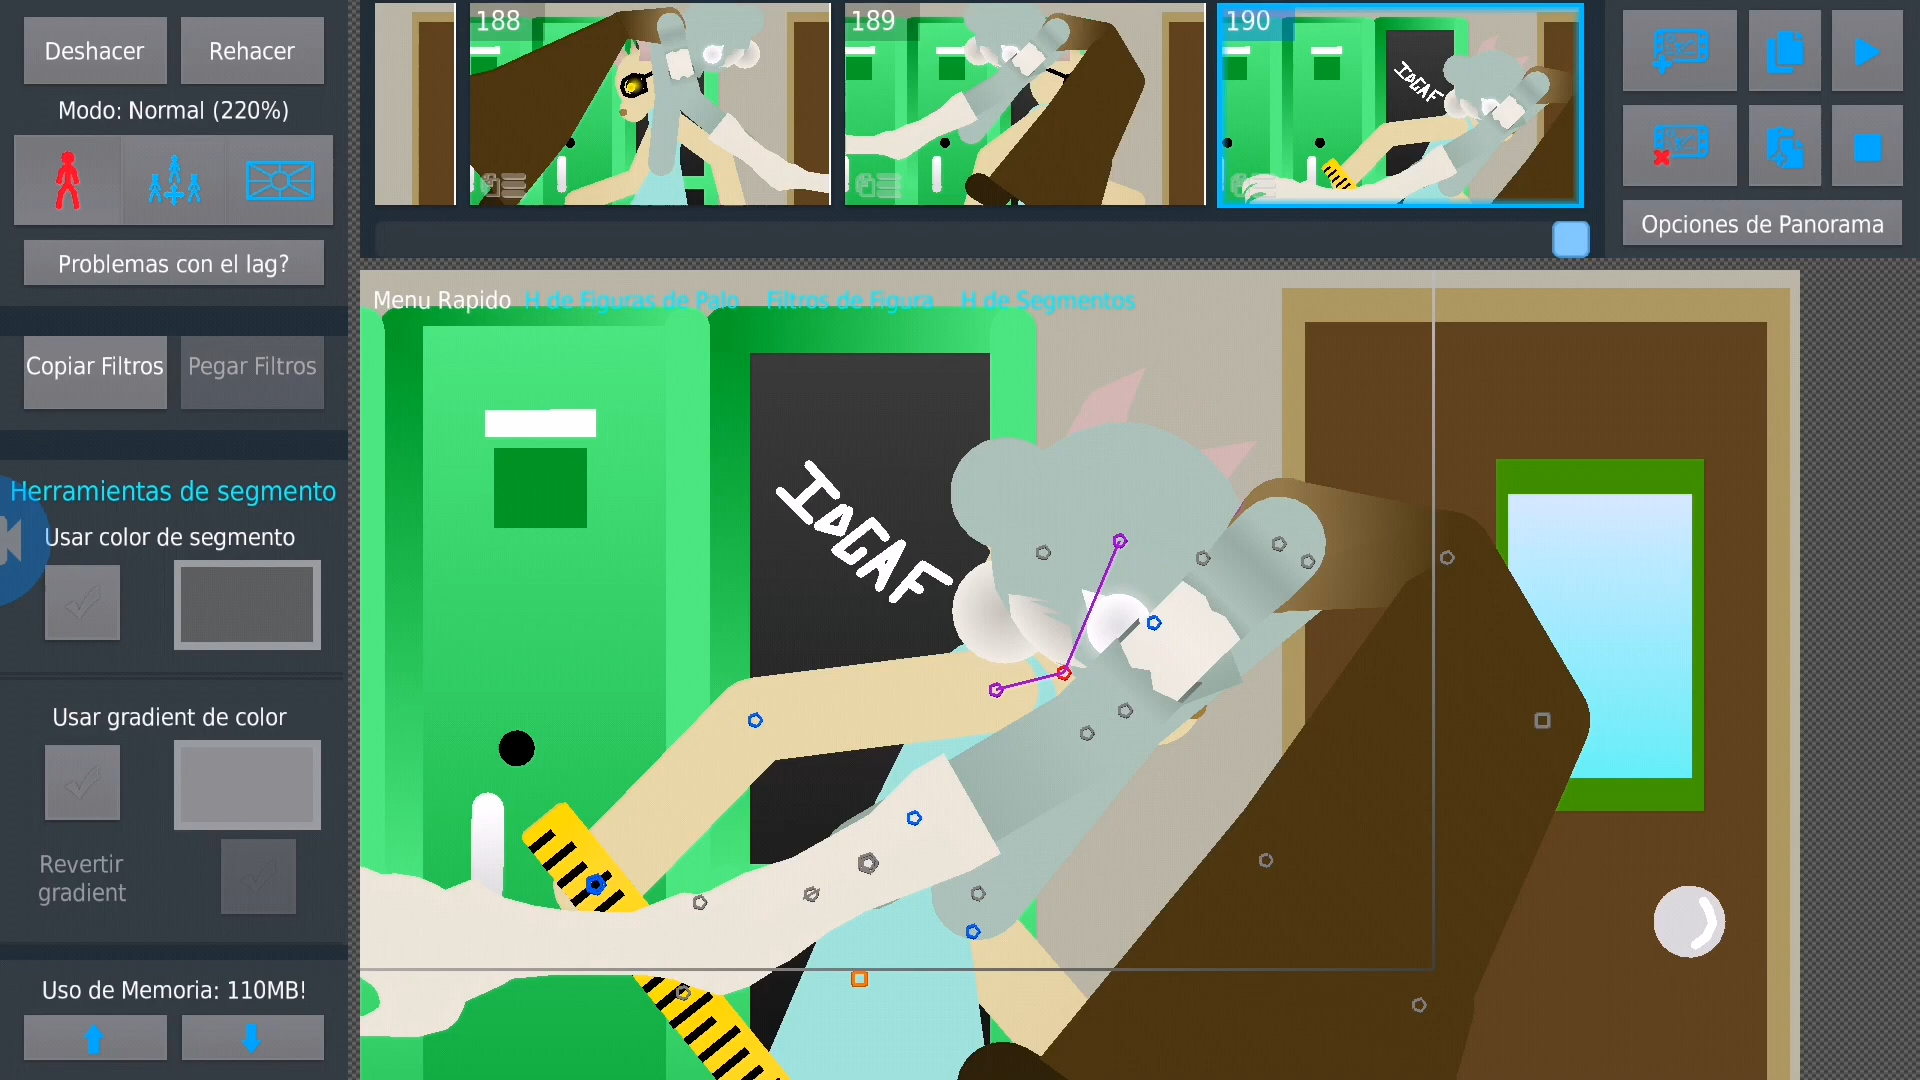 Deshacer
Rehacer
188
189
190
Modo: Normal (220%)
Problemas con el lag?
Opciones de Panorama
Menu Rapido
H de Figuras de Palo
Filtros de Figura
H de Segmentos
Copiar Filtros
Pegar Filtros
IDGAF
IDGAF
Herramientas de segmento
Usar color de segmento
Usar gradient de color
Revertir
gradient
Uso de Memoria: 110MB!